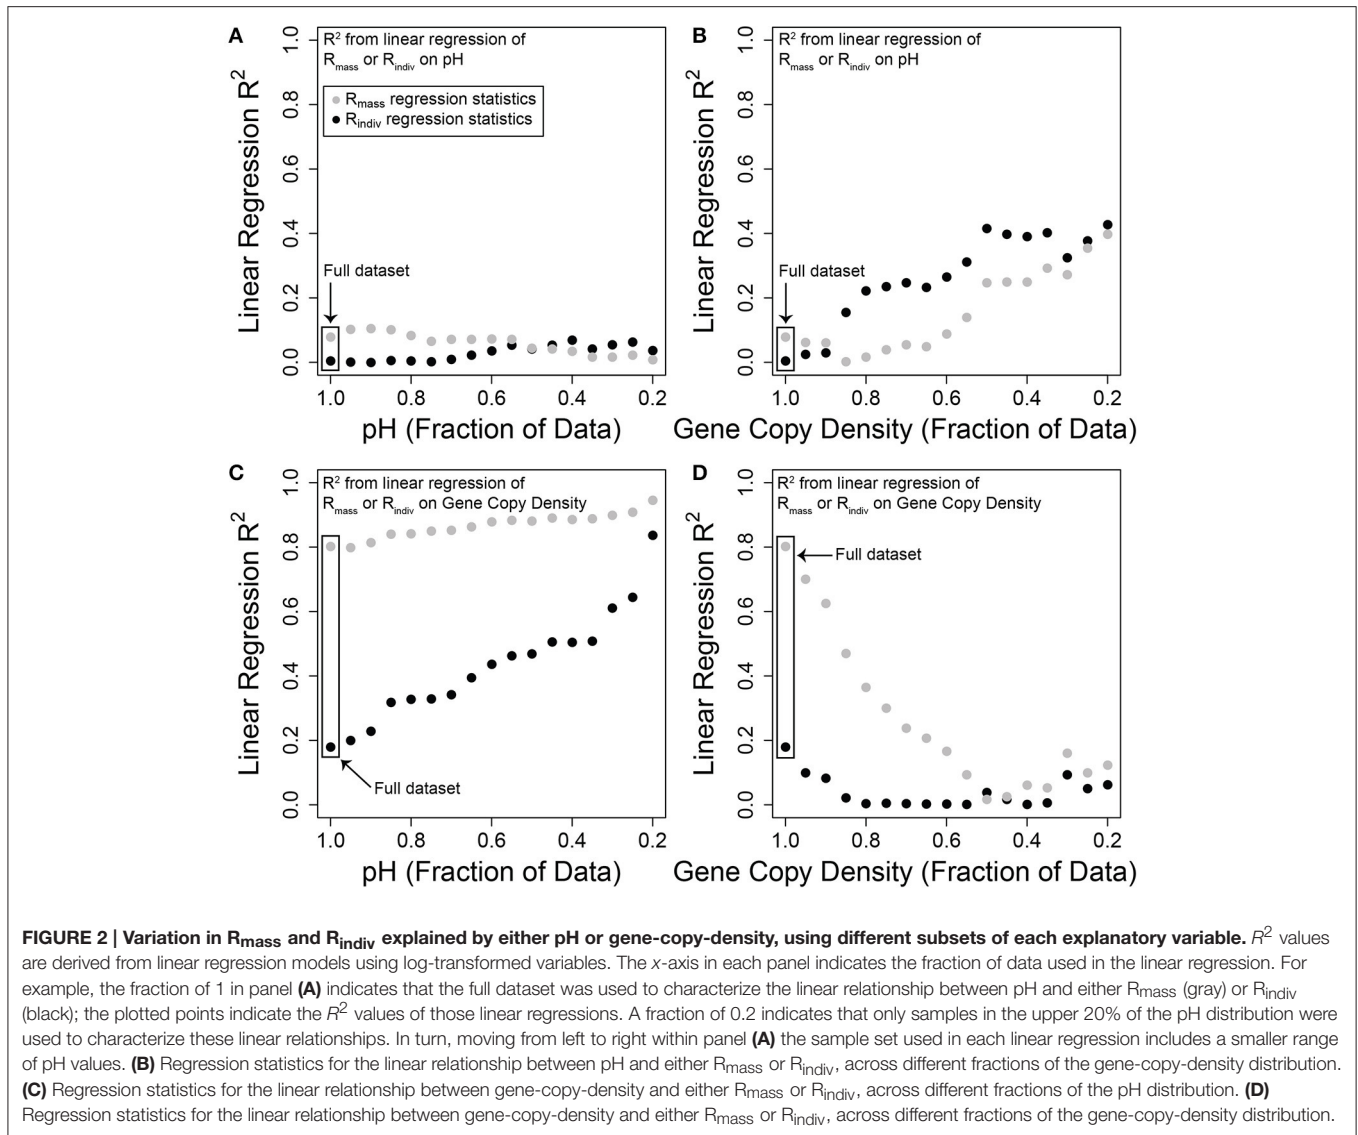 A
R² from linear regression of
Rmass or Rindiv on pH
Rmass regression statistics
Rindiv regression statistics
Full dataset
Linear Regression R²
0.0 0.2 0.4 0.6 0.8 1.0
1.0 0.8 0.6 0.4 0.2
pH (Fraction of Data)
B
R² from linear regression of
Rmass or Rindiv on pH
Full dataset
Linear Regression R²
0.0 0.2 0.4 0.6 0.8 1.0
1.0 0.8 0.6 0.4 0.2
Gene Copy Density (Fraction of Data)
C
R² from linear regression of
Rmass or Rindiv on Gene Copy Density
Full dataset
Linear Regression R²
0.0 0.2 0.4 0.6 0.8 1.0
1.0 0.8 0.6 0.4 0.2
pH (Fraction of Data)
D
R² from linear regression of
Rmass or Rindiv on Gene Copy Density
Full dataset
Linear Regression R²
0.0 0.2 0.4 0.6 0.8 1.0
1.0 0.8 0.6 0.4 0.2
Gene Copy Density (Fraction of Data)
FIGURE 2 | Variation in Rmass and Rindiv explained by either pH or gene-copy-density, using different subsets of each explanatory variable. R² values
are derived from linear regression models using log-transformed variables. The x-axis in each panel indicates the fraction of data used in the linear regression. For
example, the fraction of 1 in panel (A) indicates that the full dataset was used to characterize the linear relationship between pH and either Rmass (gray) or Rindiv
(black); the plotted points indicate the R² values of those linear regressions. A fraction of 0.2 indicates that only samples in the upper 20% of the pH distribution were
used to characterize these linear relationships. In turn, moving from left to right within panel (A) the sample set used in each linear regression includes a smaller range
of pH values. (B) Regression statistics for the linear relationship between pH and either Rmass or Rindiv, across different fractions of the gene-copy-density distribution.
(C) Regression statistics for the linear relationship between gene-copy-density and either Rmass or Rindiv, across different fractions of the pH distribution. (D)
Regression statistics for the linear relationship between gene-copy-density and either Rmass or Rindiv, across different fractions of the gene-copy-density distribution.